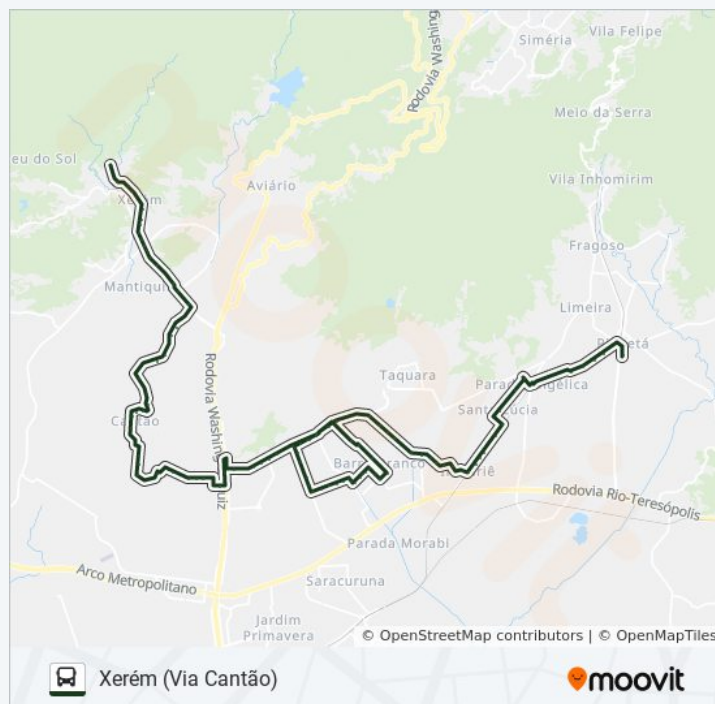 Siméria
Vila Felipe
Rodovia Washing
Meio da Serra
eu do Sol
Aviário
Vila Inhomirim
Xerém
Fragoso
Mantiqui
Limeira
Taquara
Parada Angélica
Santa Lúcia
Rodovia Washing
uiz
Cantão
Barro Branco
Rodovia Rio-Teresópolis
Parada Morabi
Arco Metropolitano
Saracuruna
Jardim
Primavera
© OpenStreetMap contributors | © OpenMapTiles
Xerém (Via Cantão)
moovit